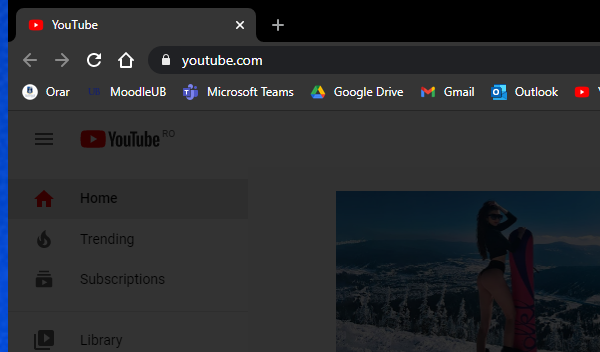 YouTube
youtube.com
Orar MoodleUB Microsoft Teams Google Drive Gmail Outlook
YouTube RO
Home
Trending
Subscriptions
Library